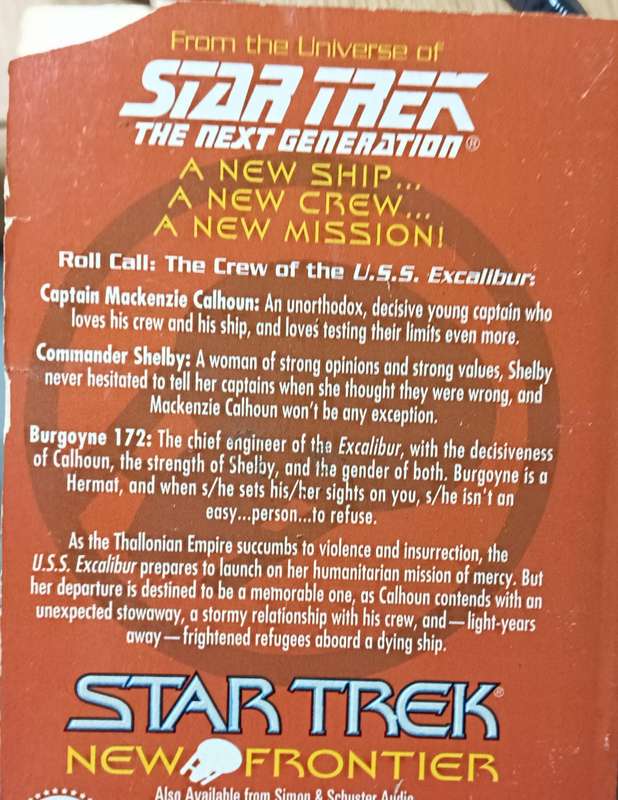 From the Universe of
STAR TREK
THE NEXT GENERATION®
A NEW SHIP...
A NEW CREW...
A NEW MISSION!
Roll Call: The Crew of the U.S.S. Excalibur:
Captain Mackenzie Calhoun: An unorthodox, decisive young captain who
loves his crew and his ship, and loves testing their limits even more.
Commander Shelby: A woman of strong opinions and strong values, Shelby
never hesitated to tell her captains when she thought they were wrong, and
Mackenzie Calhoun won't be any exception.
Burgoyne 172: The chief engineer of the Excalibur, with the decisiveness
of Calhoun, the strength of Shelby, and the gender of both. Burgoyne is a
Hermat, and when s/he sets his/her sights on you, s/he isn't an
easy...person...to refuse.
As the Thallonian Empire succumbs to violence and insurrection, the
U.S.S. Excalibur prepares to launch on her humanitarian mission of mercy. But
her departure is destined to be a memorable one, as Calhoun contends with an
unexpected stowaway, a stormy relationship with his crew, and—light-years
away—frightened refugees aboard a dying ship.
STAR TREK®
NEW FRONTIER
Also Available from Simon & Schuster Audio